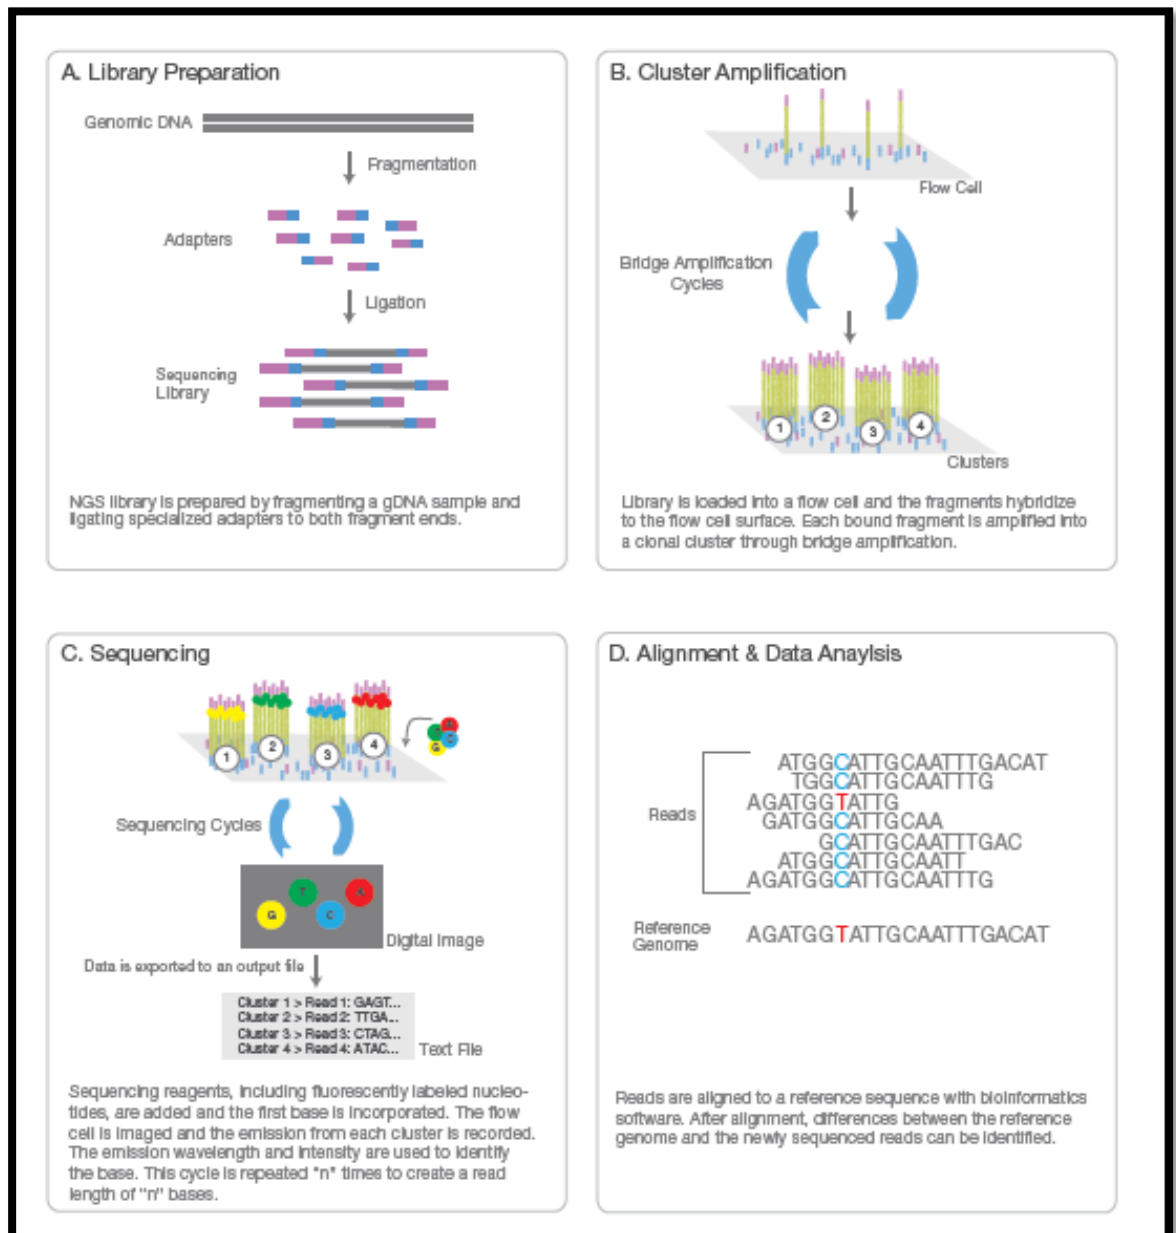 A. Library Preparation
Genomic DNA
Fragmentation
Adapters
Ligation
Sequencing
Library
NGS library is prepared by fragmenting a gDNA sample and
ligating specialized adapters to both fragment ends.
B. Cluster Amplification
Flow Cell
Bridge Amplification
Cycles
1
2
3
4
Clusters
Library is loaded into a flow cell and the fragments hybridize
to the flow cell surface. Each bound fragment is amplified into
a clonal cluster through bridge amplification.
C. Sequencing
1
2
3
4
A
T
C
G
Sequencing Cycles
T
A
G
C
Digital Image
Data is exported to an output file
Cluster 1 > Read 1: GAGT...
Cluster 2 > Read 2: TTGA...
Cluster 3 > Read 3: CTAG...
Cluster 4 > Read 4: ATAC...
Text File
Sequencing reagents, including fluorescently labeled nucleo-
tides, are added and the first base is incorporated. The flow
cell is imaged and the emission from each cluster is recorded.
The emission wavelength and intensity are used to identify
the base. This cycle is repeated "n" times to create a read
length of "n" bases.
D. Alignment & Data Anaylsis
ATGGCATTGCAATTTGACAT
TGGCATTGCAATTTG
AGATGGTATTG
Reads
GATGGCATTGCAA
GCATTGCAATTTGAC
ATGGCATTGCAATT
AGATGGCATTGCAATTTG
Reference
Genome
AGATGGTATTGCAATTTGACAT
Reads are aligned to a reference sequence with bioinformatics
software. After alignment, differences between the reference
genome and the newly sequenced reads can be identified.